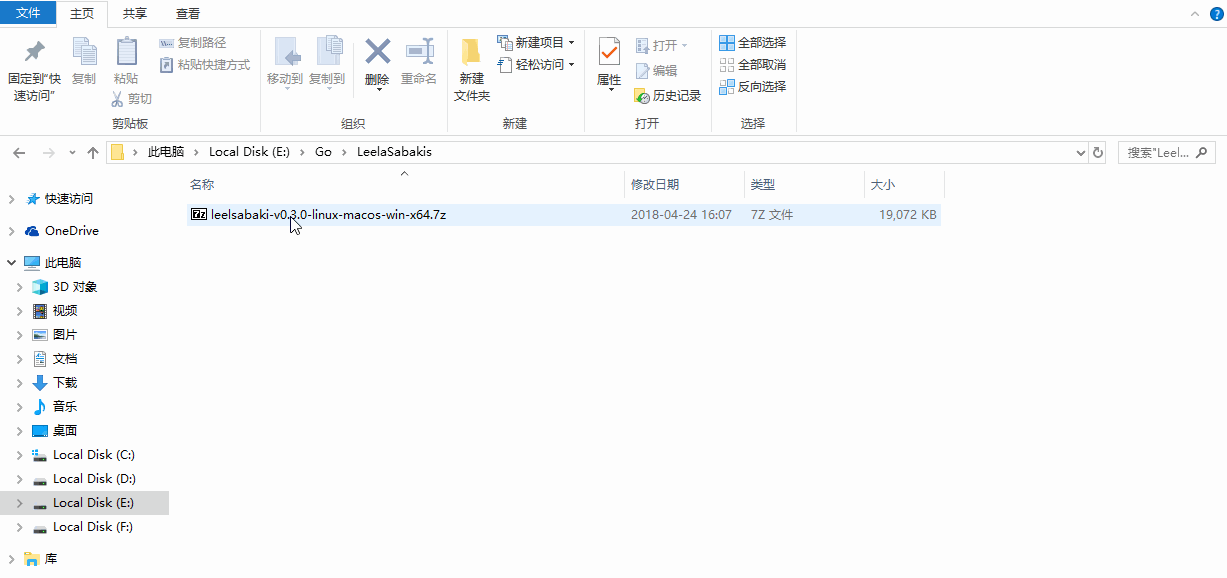 文件 主页 共享 查看
固定到"快速访问"
复制
粘贴
复制路径
粘贴快捷方式
剪切
剪贴板
移动到
复制到
删除
重命名
组织
新建文件夹
新建项目
轻松访问
新建
属性
打开
编辑
历史记录
打开
全部选择
全部取消
反向选择
选择
此电脑 > Local Disk (E:) > Go > LeelaSabakis
搜索"Leel...
名称 修改日期 类型 大小
leelsabaki-v0.3.0-linux-macos-win-x64.7z 2018-04-24 16:07 7Z 文件 19,072 KB
快速访问
OneDrive
此电脑
3D 对象
视频
图片
文档
下载
音乐
桌面
Local Disk (C:)
Local Disk (D:)
Local Disk (E:)
Local Disk (F:)
库